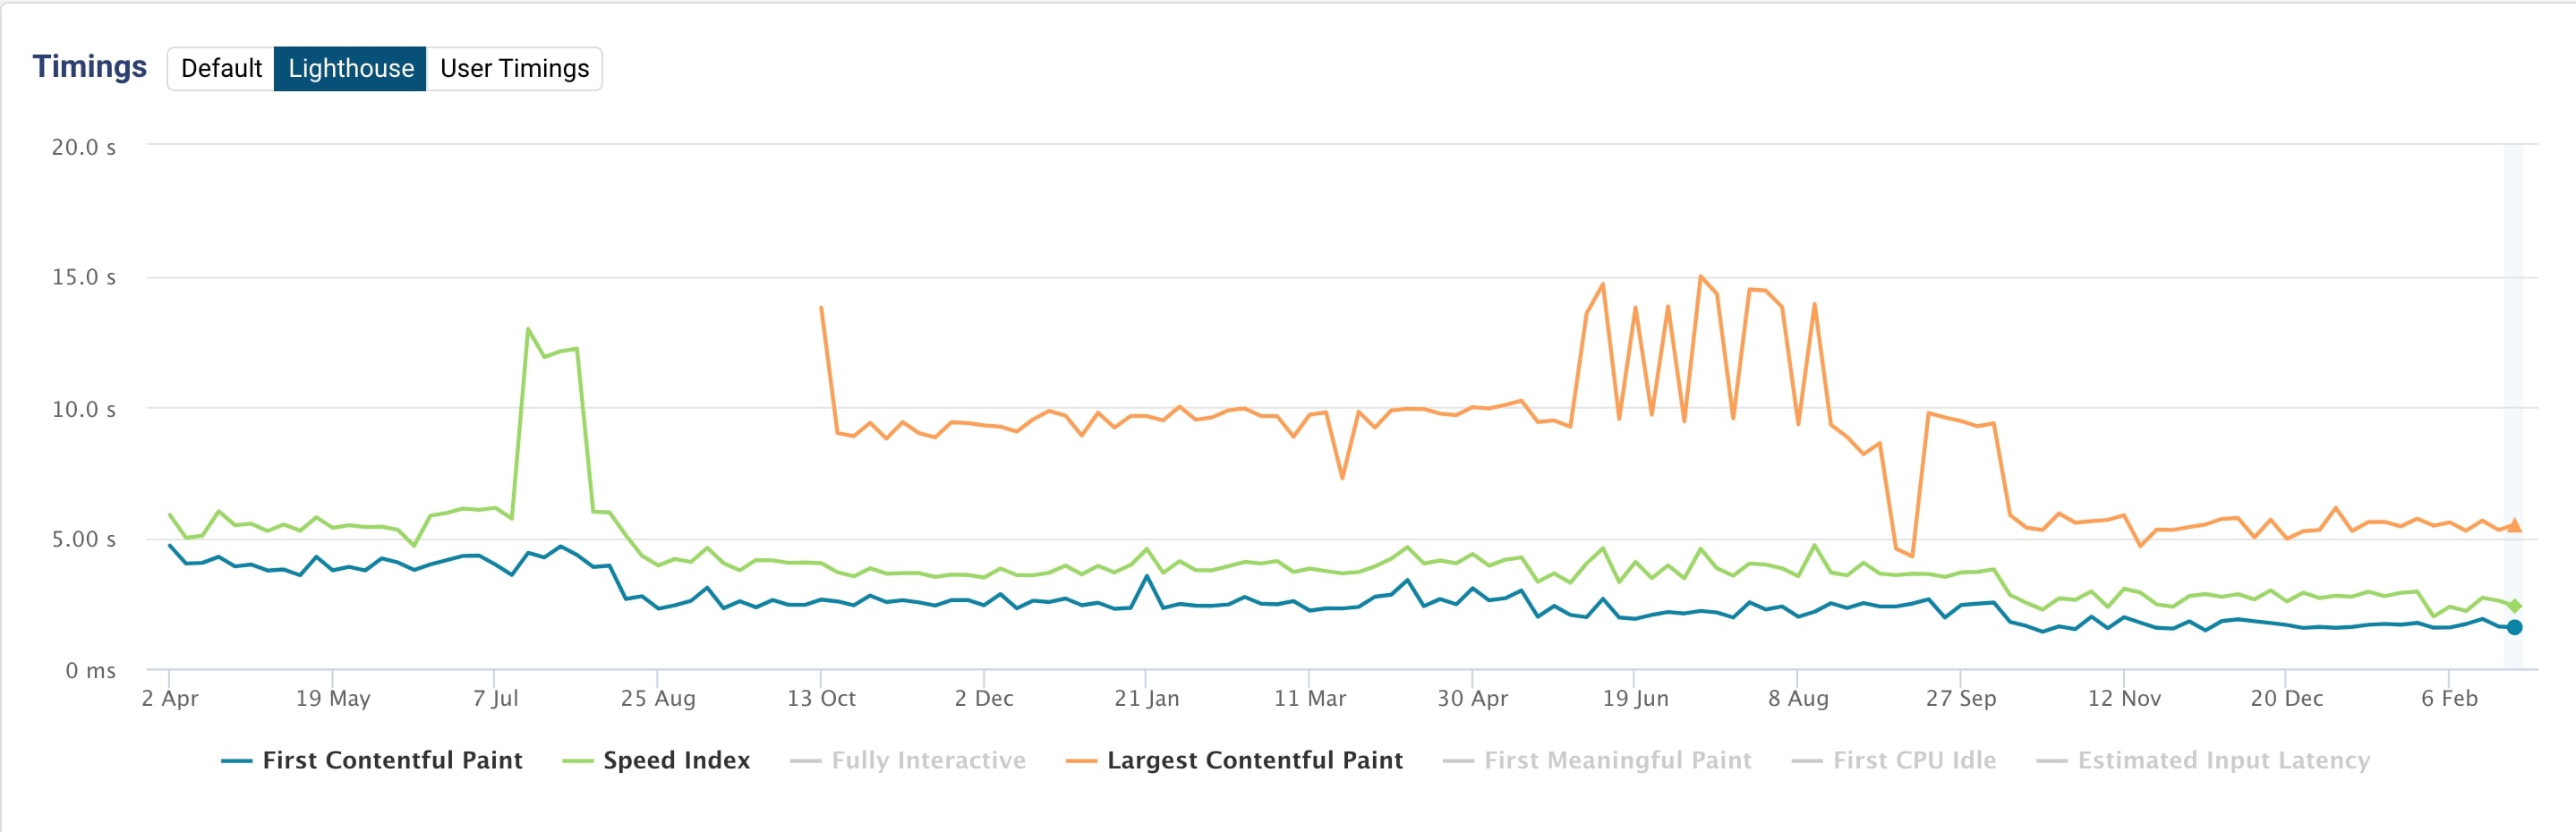 Timings Default Lighthouse User Timings
20.0 s
15.0 s
10.0 s
5.00 s
0 ms
2 Apr 19 May 7 Jul 25 Aug 13 Oct 2 Dec 21 Jan 11 Mar 30 Apr 19 Jun 8 Aug 27 Sep 12 Nov 20 Dec 6 Feb
First Contentful Paint Speed Index Fully Interactive Largest Contentful Paint First Meaningful Paint First CPU Idle Estimated Input Latency